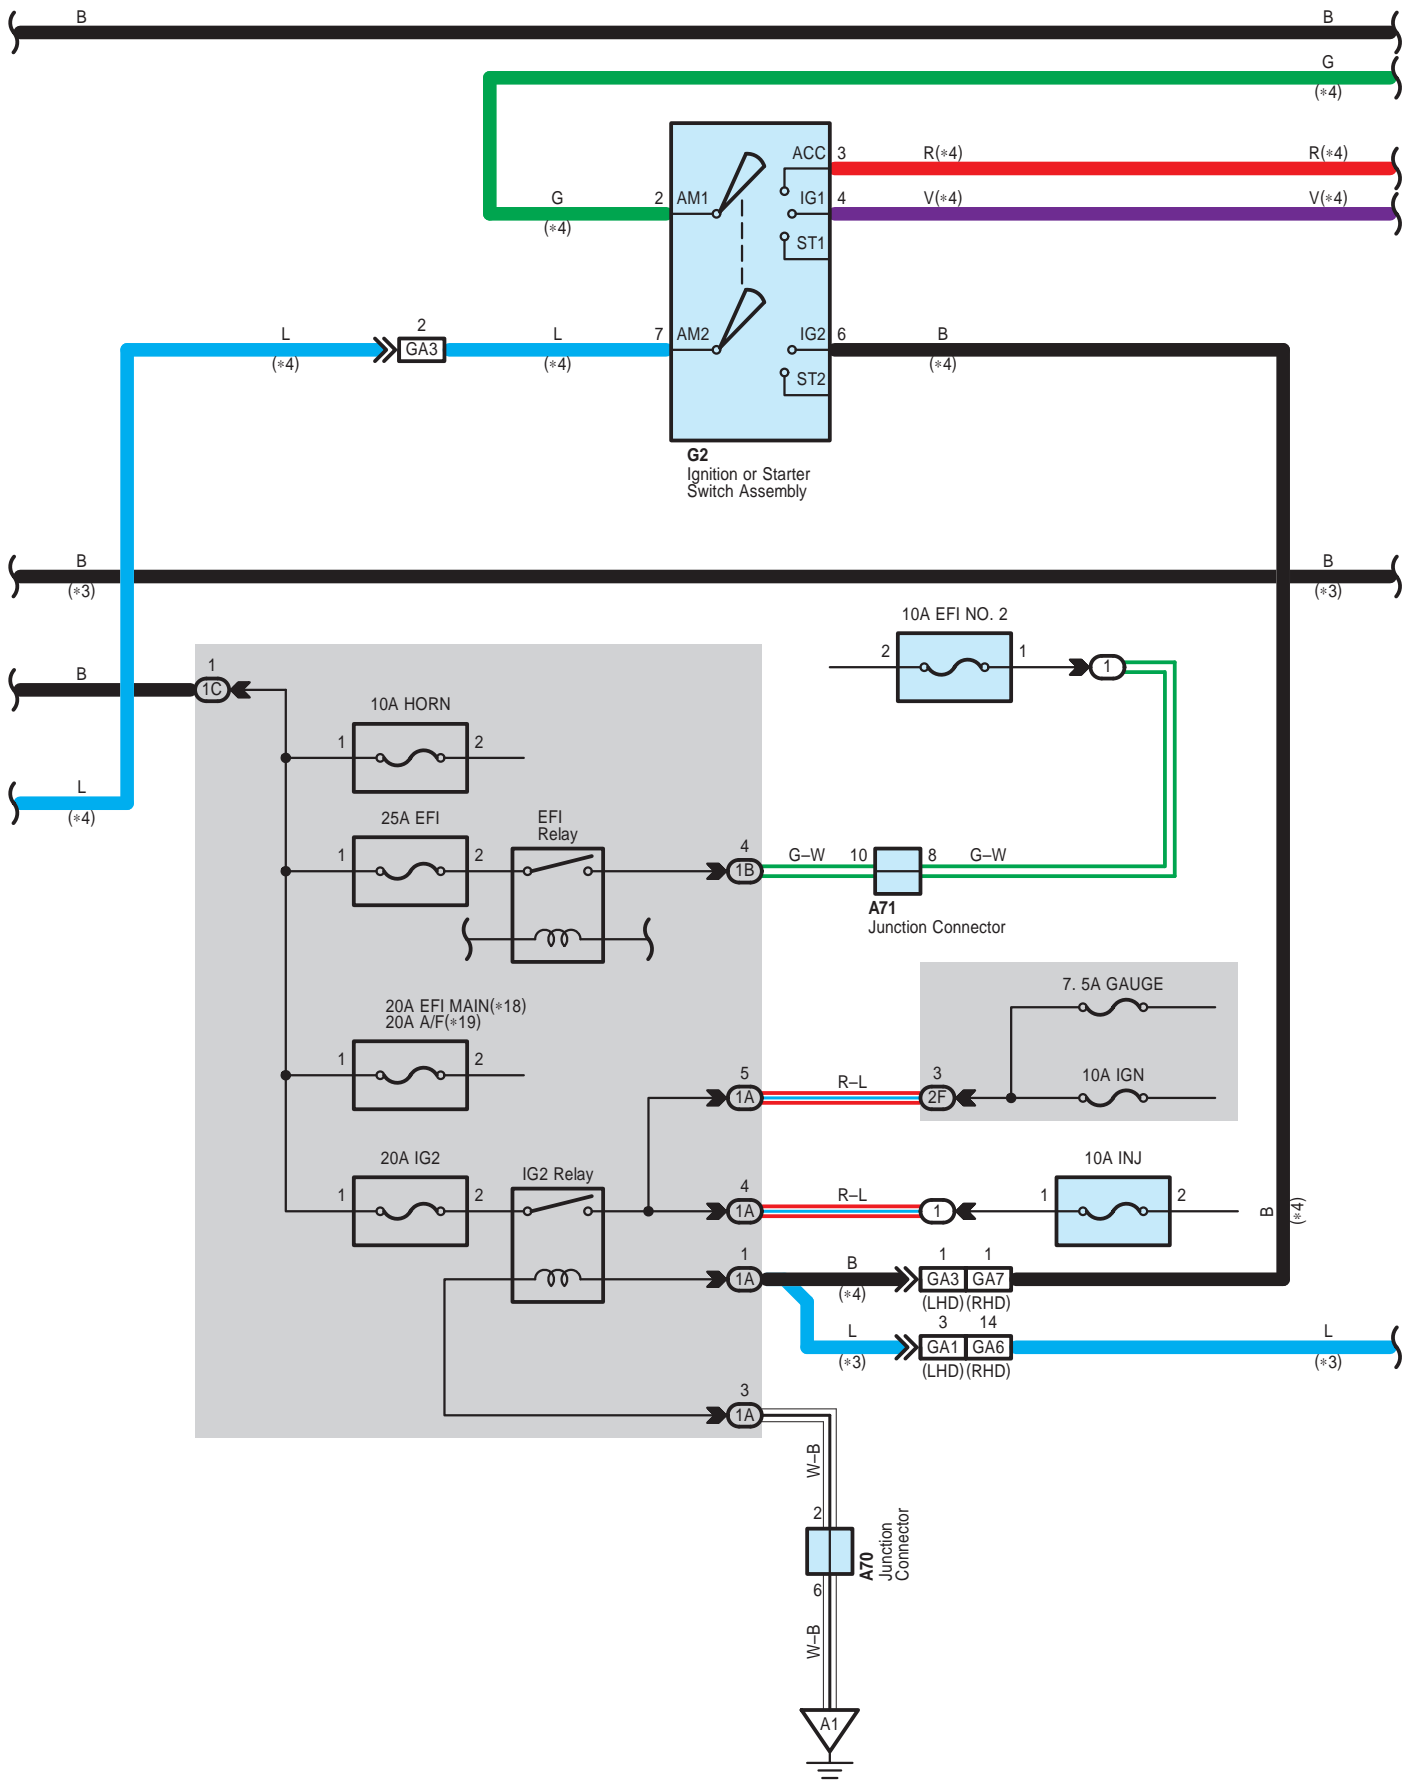 B B
G
(*4)
ACC 3 R(*4) R(*4)
G 2 AM1 IG1 4 V(*4) V(*4)
(*4)
ST1
L 2 L 7 AM2 IG2 6 B
(*4) GA3 (*4) (*4)
ST2
G2
Ignition or Starter
Switch Assembly
B B
(*3) (*3)
10A EFI NO. 2
2 1
1
B 1
1C
10A HORN
1 2
L
(*4)
25A EFI
1 2
EFI
Relay
4
1B
G–W 10 8 G–W
A71
Junction Connector
20A EFI MAIN(*18)
20A A/F(*19)
1 2
7. 5A GAUGE
5 R–L 3 10A IGN
1A 2F
20A IG2
1 2
IG2 Relay
4 R–L
1A 1
10A INJ
1 2
B
(*4)
1 B 1 1
1A (*4) GA3 GA7
(LHD) (RHD)
L 3 14 L
(*3) GA1 GA6 (*3)
(LHD) (RHD)
3
1A
W–B
2
A70
Junction
Connector
6
W–B
A1